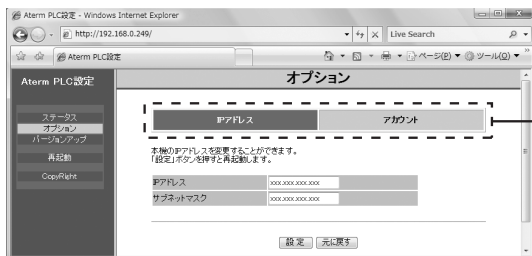 Aterm PLC設定 - Windows Internet Explorer
http://192.168.0.249/
Live Search
Aterm PLC設定
ページ(P)
ツール(O)
Aterm PLC設定
オプション
ステータス
オプション
バージョンアップ
再起動
CopyRight
IPアドレス
アカウント
本機のIPアドレスを変更することができます。
「設定」ボタンを押すと再起動します。
IPアドレス
xxx.xxx.xxx.xxx
サブネットマスク
xxx.xxx.xxx.xxx
設定
元に戻す